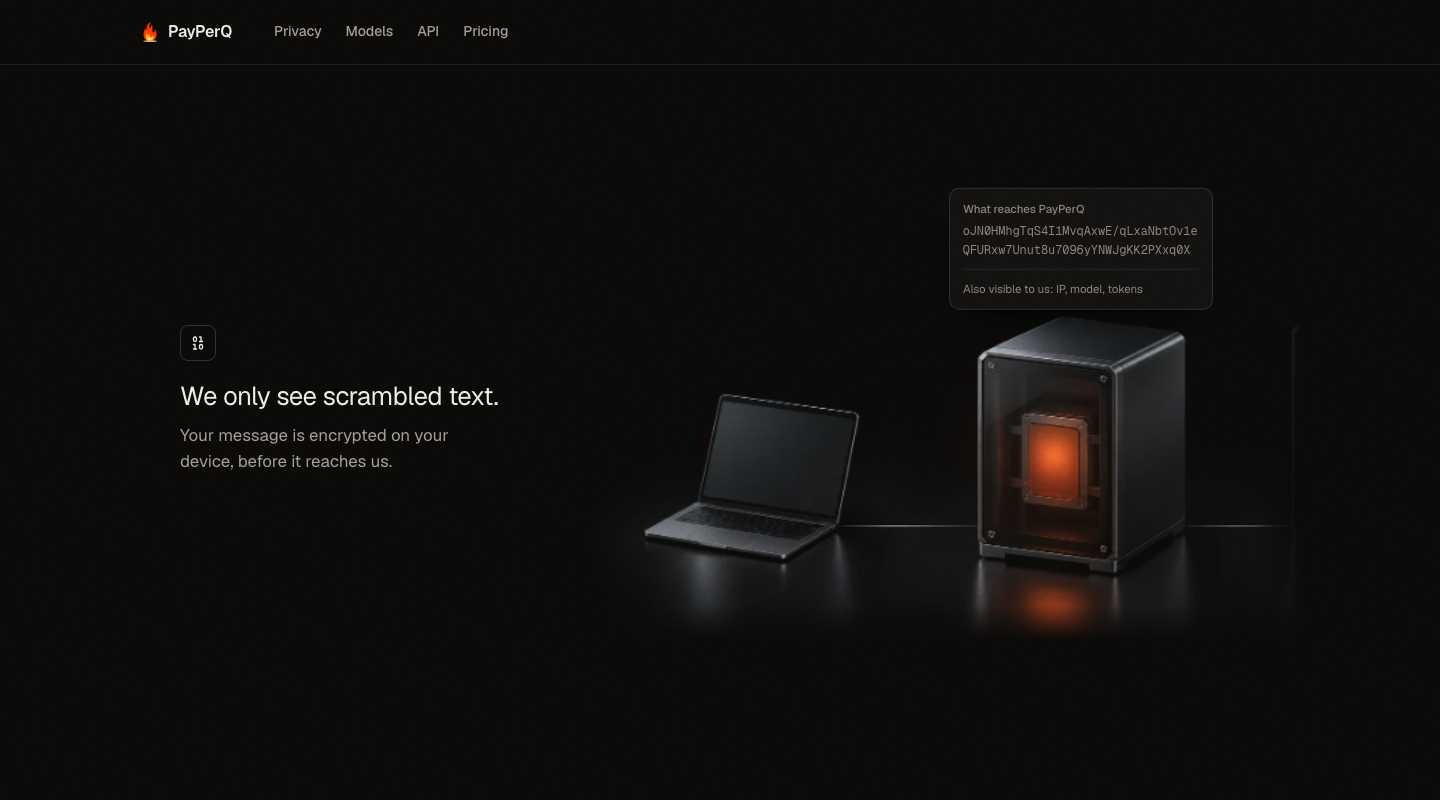 PayPerQ
Privacy
Models
API
Pricing
What reaches PayPerQ
oJN0HMhgTqS4I1MvqAxwE/qLxaNbtOv1e
QFURxw7Unut8u7096yYNWJgKK2PXxq0X
Also visible to us: IP, model, tokens
01
10
We only see scrambled text.
Your message is encrypted on your
device, before it reaches us.